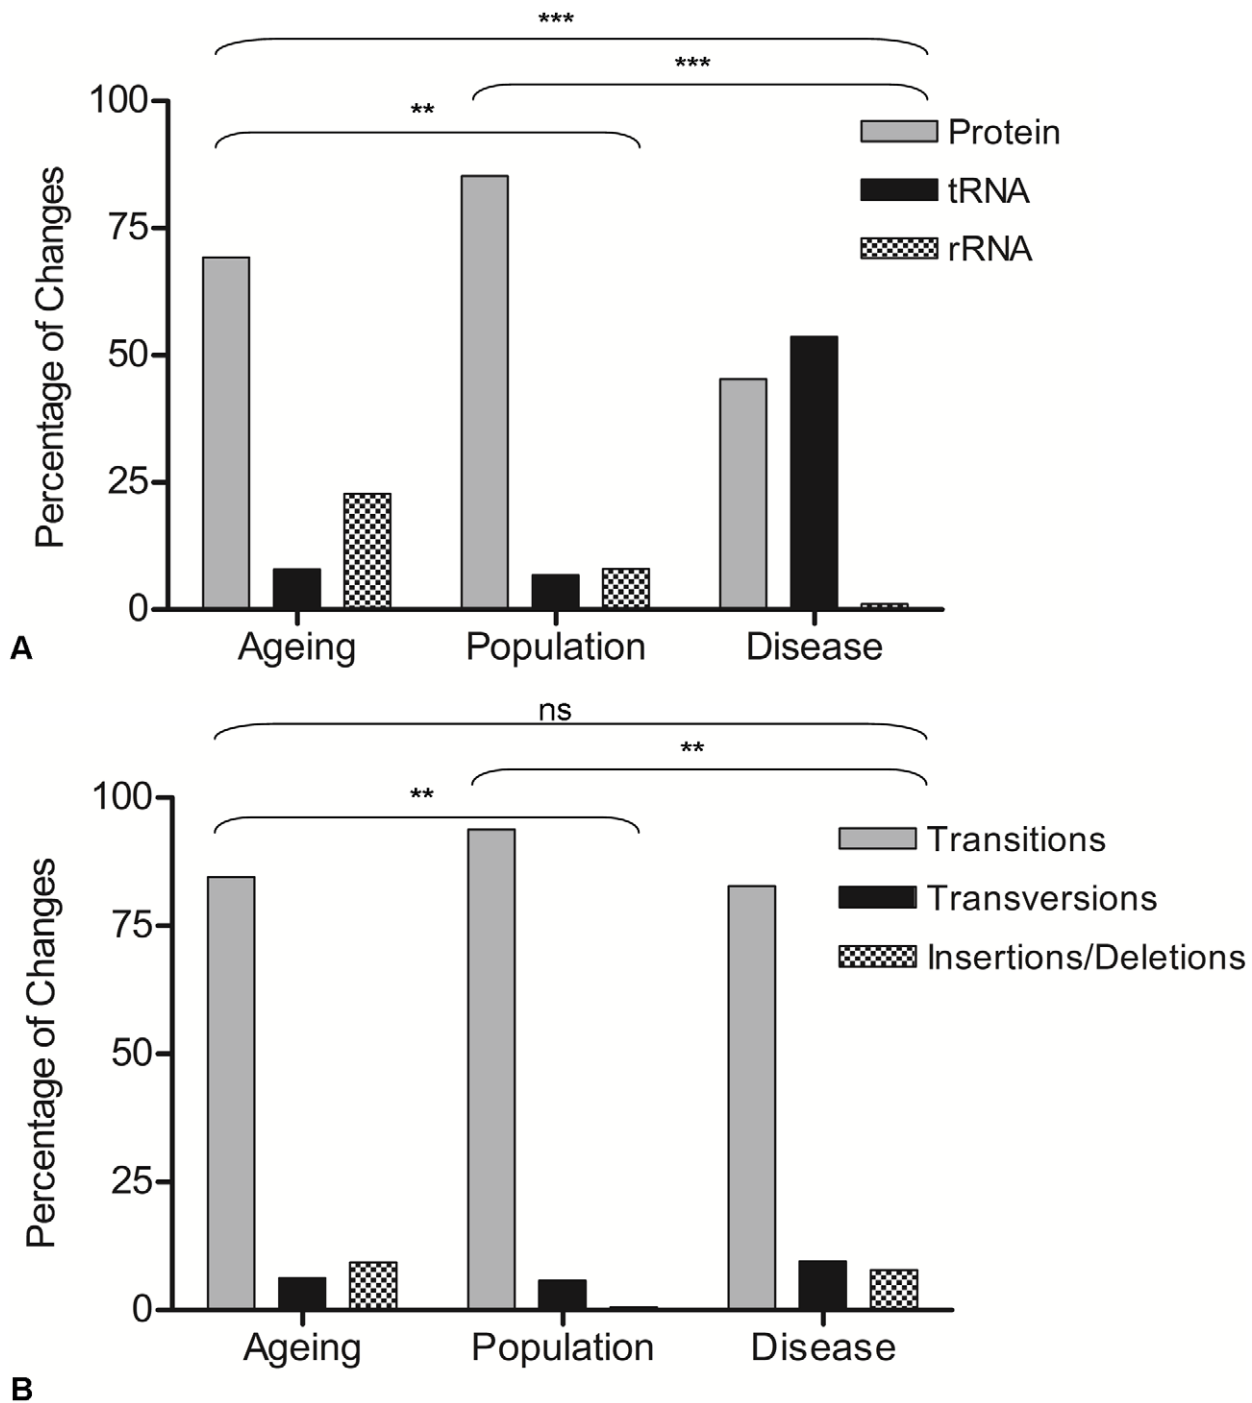 ***
***
**
100
75
50
25
0
Percentage of Changes
Protein
tRNA
rRNA
Ageing Population Disease
A
ns
**
**
100
75
50
25
0
Percentage of Changes
Transitions
Transversions
Insertions/Deletions
Ageing Population Disease
B